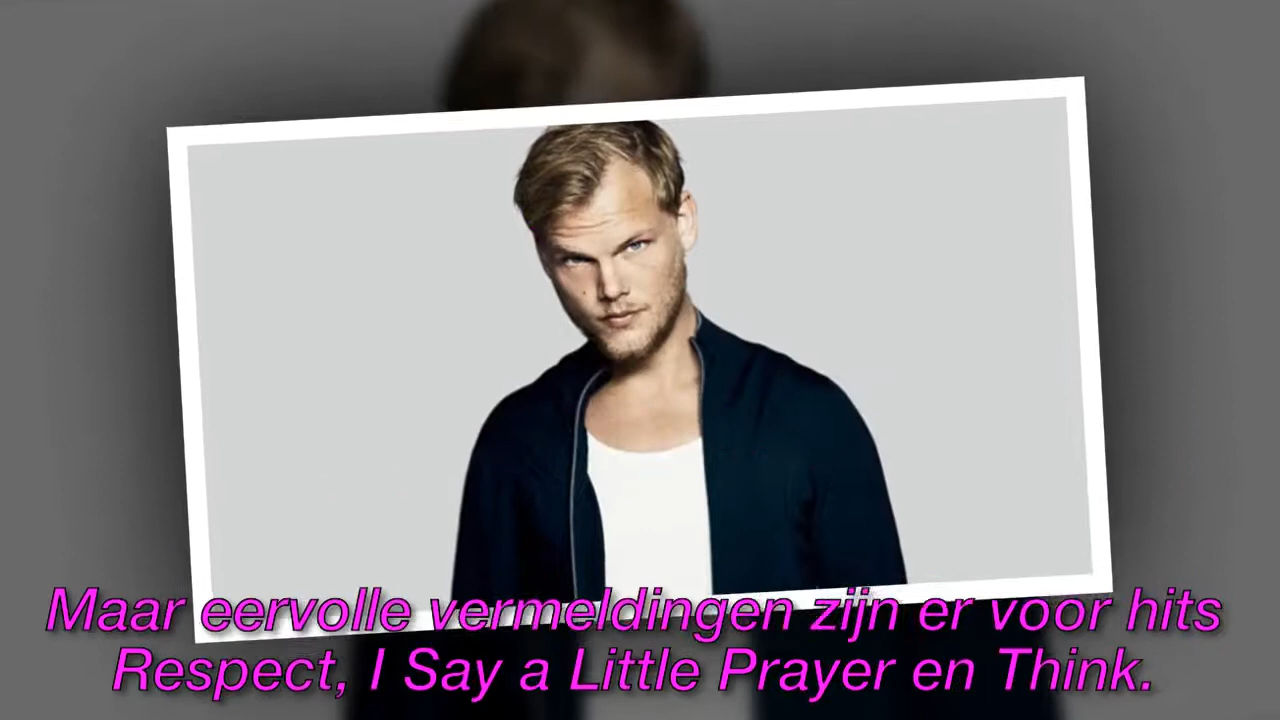 Maar eervolle vermeldingen zijn er voor hits
Respect, I Say a Little Prayer en Think.